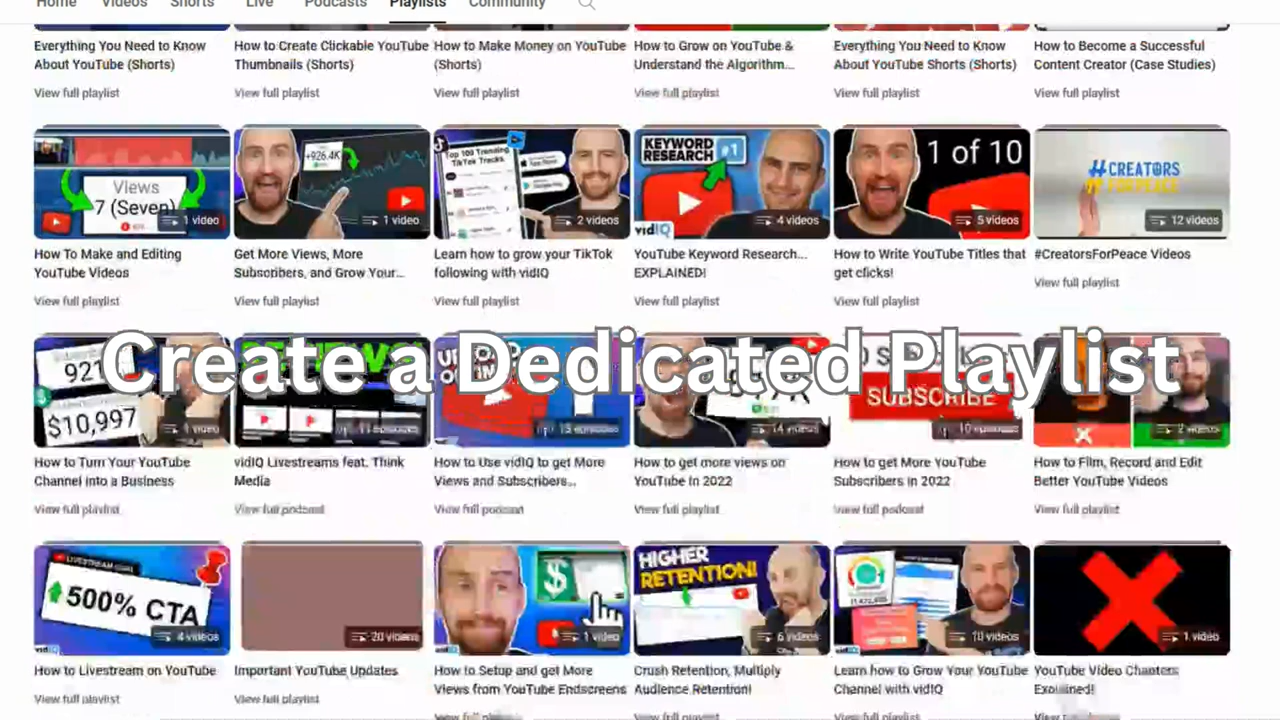 Home Videos Shorts Live Podcasts Playlists Community
Everything You Need to Know
About YouTube (Shorts)
View full playlist
How to Create Clickable YouTube
Thumbnails (Shorts)
View full playlist
How to Make Money on YouTube
(Shorts)
View full playlist
How to Grow on YouTube &
Understand the Algorithm...
View full playlist
Everything You Need to Know
About YouTube Shorts (Shorts)
View full playlist
How to Become a Successful
Content Creator (Case Studies)
View full playlist
Views
7 (Seven)
1 video
How To Make and Editing
YouTube Videos
View full playlist
+926.4K
1 video
Get More Views, More
Subscribers, and Grow Your...
View full playlist
Top 100 Trending
TikTok Tracks
2 videos
Learn how to grow your TikTok
following with vidIQ
View full playlist
KEYWORD
RESEARCH #1
vidIQ
4 videos
YouTube Keyword Research...
EXPLAINED!
View full playlist
1 of 10
5 videos
How to Write YouTube Titles that
get clicks!
View full playlist
#CREATORS
FOR PEACE
12 videos
#CreatorsForPeace Videos
View full playlist
Create a Dedicated Playlist
$10,997
1 video
How to Turn Your YouTube
Channel into a Business
View full playlist
11 episodes
vidIQ Livestreams feat. Think
Media
View full podcast
15 episodes
How to Use vidIQ to get More
Views and Subscribers...
View full podcast
14 videos
How to get more views on
YouTube in 2022
View full playlist
SUBSCRIBE
10 episodes
How to get More YouTube
Subscribers in 2022
View full podcast
2 videos
How to Film, Record and Edit
Better YouTube Videos
View full playlist
500% CTA
4 videos
How to Livestream on YouTube
View full playlist
20 videos
Important YouTube Updates
View full playlist
$
1 video
How to Setup and get More
Views from YouTube Endscreens
HIGHER
RETENTION!
6 videos
Crush Retention, Multiply
Audience Retention!
10 videos
Learn how to Grow Your YouTube
Channel with vidIQ
1 video
YouTube Video Chapters
Explained!